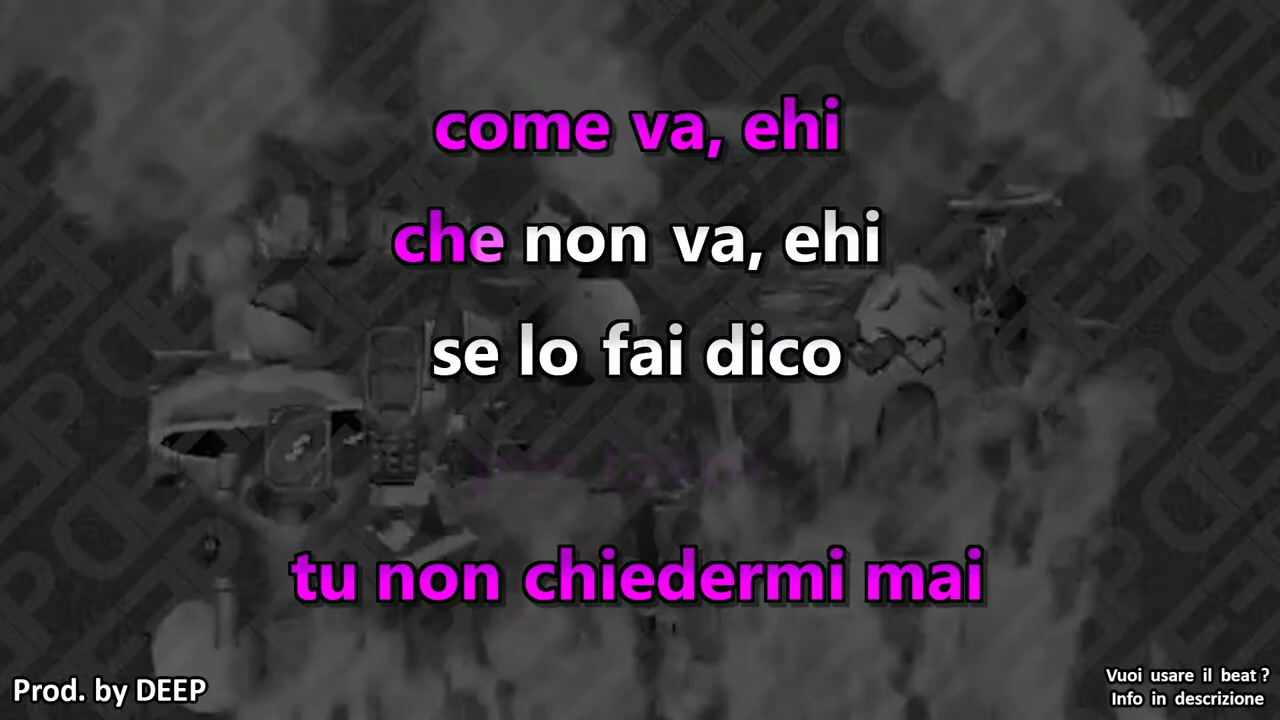 come va, ehi
che non va, ehi
se lo fai dico
tu non chiedermi mai
Prod. by DEEP
Vuoi usare il beat ?
Info in descrizione